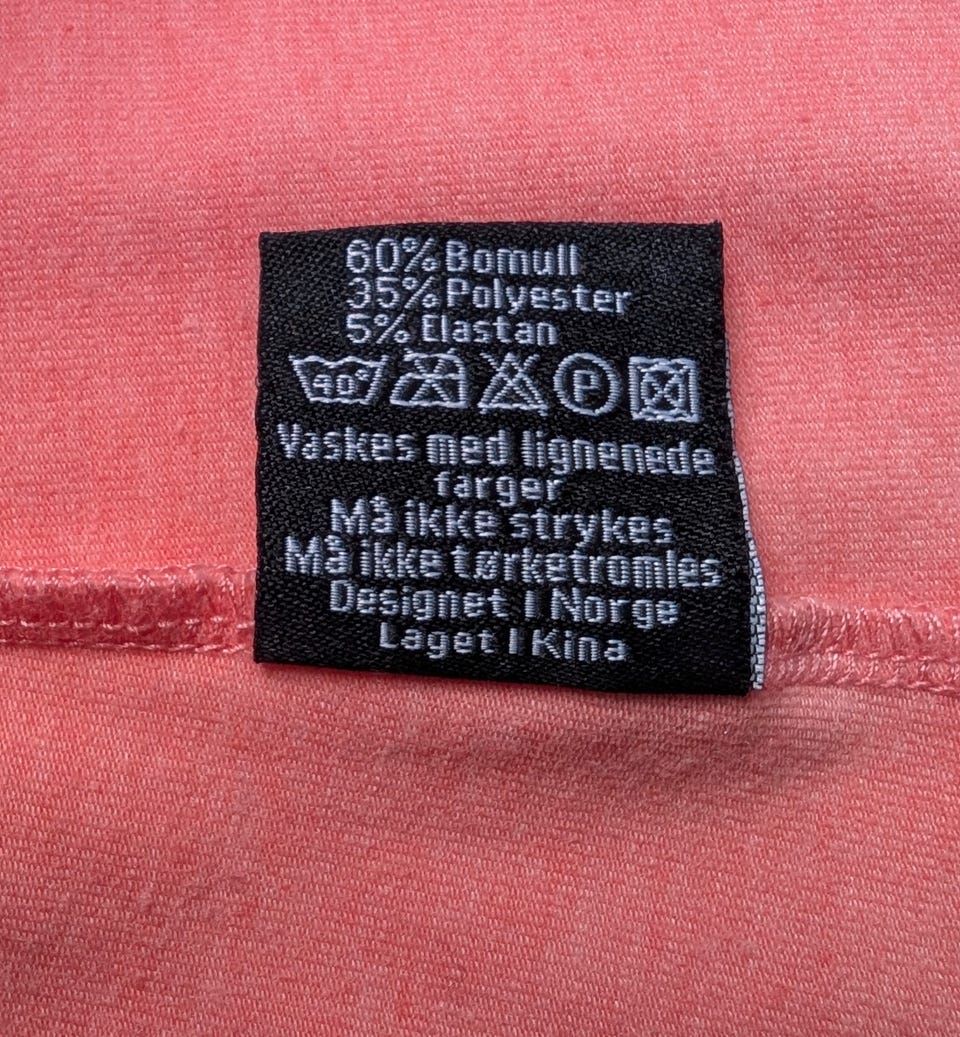 60% Bomull
35% Polyester
5% Elastan
40° P
Vaskes med lignenede
farger
Må ikke strykes
Må ikke tørketromles
Designet I Norge
Laget I Kina